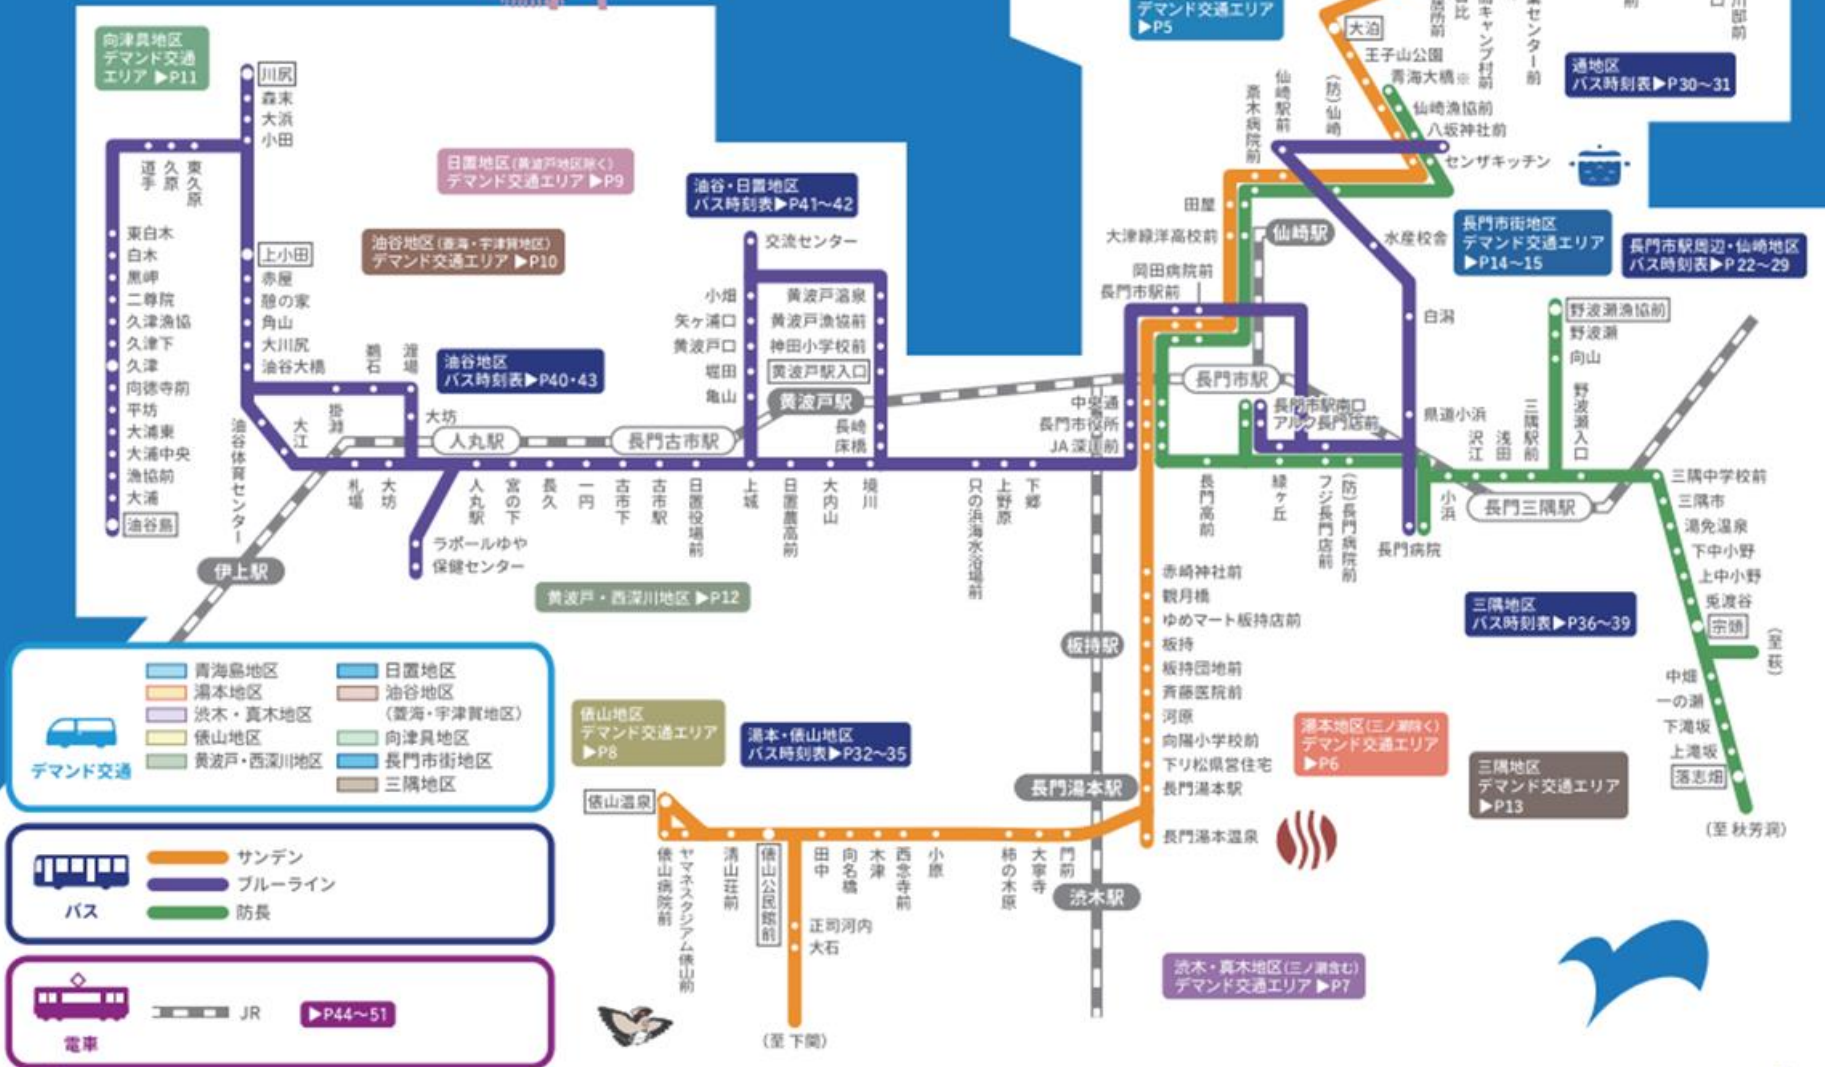 向津具地区
デマンド交通
エリア ▶P11
川尻
森末
大浜
小田
道手
久原
東久原
東白木
白木
黒岬
二尊院
久津漁協
久津下
久津
向徳寺前
平坊
大浦東
大浦中央
漁協前
大浦
油谷島
上小田
赤屋
憩の家
角山
大川尻
油谷大橋
油谷体育センター
日置地区(黄波戸地区除く)
デマンド交通エリア ▶P9
油谷地区(菱海・宇津賀地区)
デマンド交通エリア ▶P10
油谷地区
バス時刻表▶P40・43
油谷・日置地区
バス時刻表▶P41〜42
鵜石
渡場
掛淵
大江
大坊
人丸駅
長門古市駅
黄波戸駅
伊上駅
交流センター
小畑
矢ヶ浦口
黄波戸口
堀田
亀山
黄波戸温泉
黄波戸漁協前
神田小学校前
黄波戸駅入口
長崎
床橋
札場
大坊
人丸駅
宮の下
長久
一円
古市下
古市駅
日置役場前
上城
日置農高前
大内山
境川
只の浜海水浴場前
上野原
下郷
ラポールゆや
保健センター
黄波戸・西深川地区 ▶P12
デマンド交通エリア
▶P5
大泊
王子山公園
青海大橋※
仙崎漁協前
八坂神社前
センザキッチン
斎木病院前
仙崎駅前
(防)仙崎
キャンプ村前
センター前
通地区
バス時刻表▶P30〜31
田屋
大津緑洋高校前
岡田病院前
長門市駅前
仙崎駅
水産校舎
白潟
県道小浜
長門市街地区
デマンド交通エリア
▶P14〜15
長門市駅周辺・仙崎地区
バス時刻表▶P 22〜29
長門市駅
中央通
長門市役所
JA深川前
長門市駅南口
アルク長門店前
長門高前
緑ヶ丘
フジ長門店前
(防)長門病院前
長門病院
小浜
沢江
浅田
三隅駅前
野波瀬入口
野波瀬漁協前
野波瀬
向山
長門三隅駅
三隅中学校前
三隅市
湯免温泉
下中小野
上中小野
兎渡谷
宗頭
(至 萩)
中畑
一の瀬
下滝坂
上滝坂
落志畑
(至 秋芳洞)
三隅地区
バス時刻表▶P36〜39
三隅地区
デマンド交通エリア
▶P13
赤崎神社前
観月橋
ゆめマート板持店前
板持
板持団地前
斉藤医院前
河原
向陽小学校前
下リ松県営住宅
長門湯本駅
長門湯本温泉
板持駅
長門湯本駅
渋木駅
湯本地区(三ノ瀬除く)
デマンド交通エリア
▶P6
渋木・真木地区(三ノ瀬含む)
デマンド交通エリア ▶P7
俵山地区
デマンド交通エリア
▶P8
湯本・俵山地区
バス時刻表▶P32〜35
俵山温泉
俵山病院前
ヤマネスタジアム俵山前
清山荘前
俵山公民館前
田中
向名橋
木津
西念寺前
小原
柿の木原
大寧寺
門前
正司河内
大石
(至 下関)
デマンド交通
青海島地区
湯本地区
渋木・真木地区
俵山地区
黄波戸・西深川地区
日置地区
油谷地区
(菱海・宇津賀地区)
向津具地区
長門市街地区
三隅地区
バス
サンデン
ブルーライン
防長
電車
JR
▶P44〜51